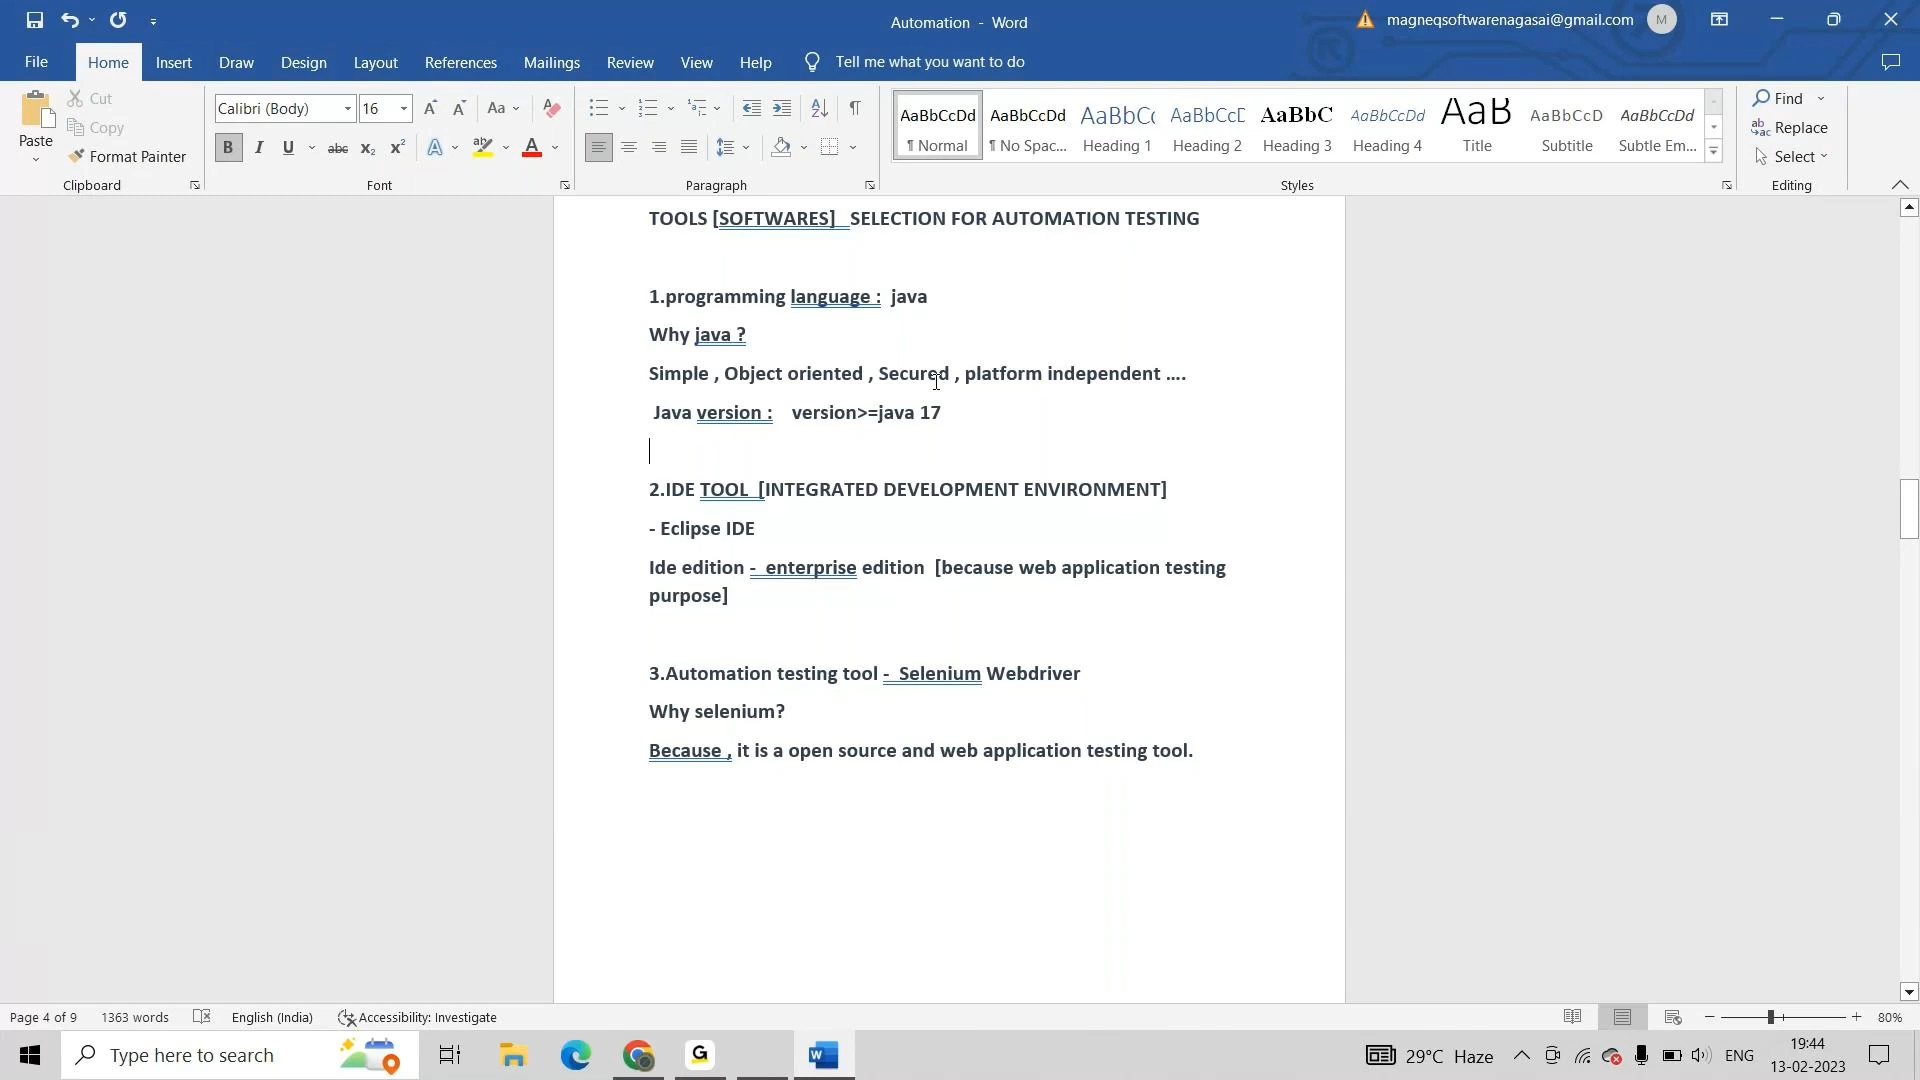 Automation - Word
magneqsoftwarenagasai@gmail.com
M
File
Home
Insert
Draw
Design
Layout
References
Mailings
Review
View
Help
Tell me what you want to do
Paste
Cut
Copy
Format Painter
Clipboard
Calibri (Body)
16
Font
Paragraph
AaBbCcDd AaBbCcDd AaBbCc AaBbCcD AaBbC AaBbCcDd AaB AaBbCcD AaBbCcDd
¶ Normal ¶ No Spac... Heading 1 Heading 2 Heading 3 Heading 4 Title Subtitle Subtle Em...
Styles
Find
Replace
Select
Editing
TOOLS [SOFTWARES] SELECTION FOR AUTOMATION TESTING
1.programming language : java
Why java ?
Simple , Object oriented , Secured , platform independent ....
Java version : version>=java 17
2.IDE TOOL [INTEGRATED DEVELOPMENT ENVIRONMENT]
- Eclipse IDE
Ide edition - enterprise edition [because web application testing
purpose]
3.Automation testing tool - Selenium Webdriver
Why selenium?
Because , it is a open source and web application testing tool.
Page 4 of 9
1363 words
English (India)
Accessibility: Investigate
80%
Type here to search
29°C Haze
ENG
19:44
13-02-2023